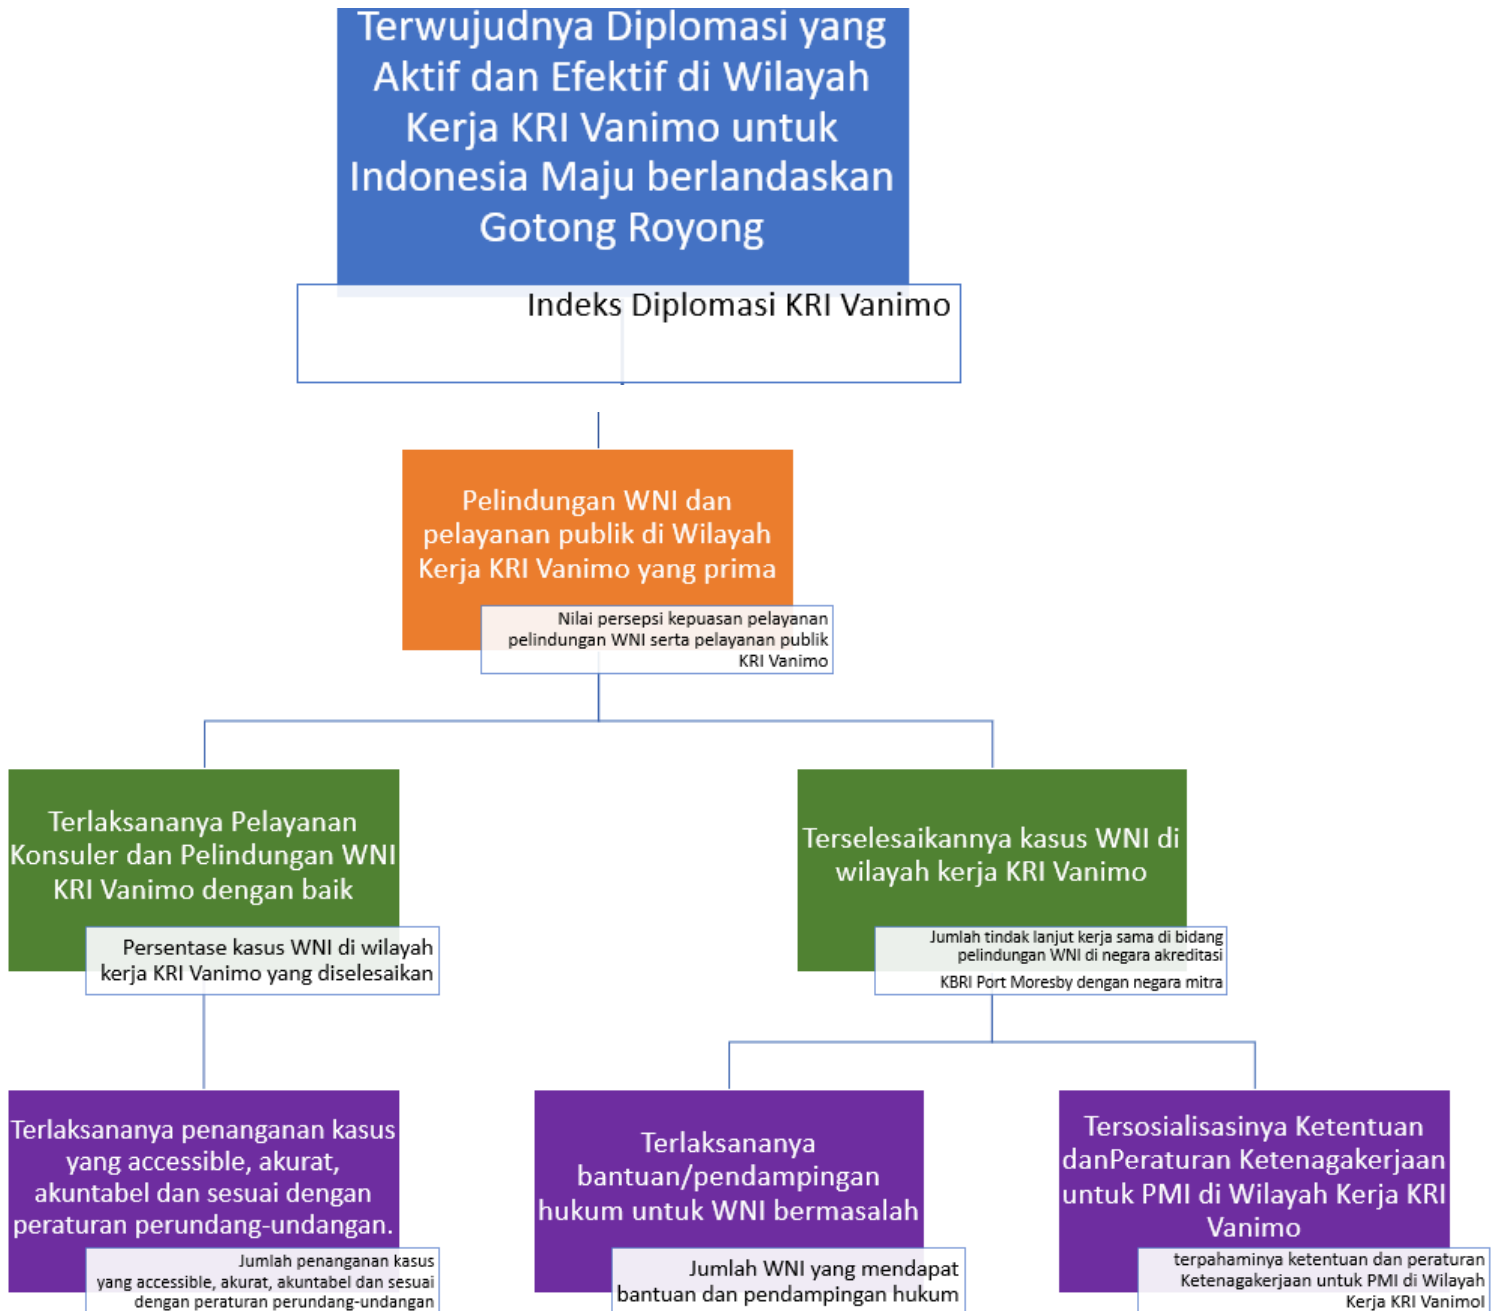 Terwujudnya Diplomasi yang
Aktif dan Efektif di Wilayah
Kerja KRI Vanimo untuk
Indonesia Maju berlandaskan
Gotong Royong
Indeks Diplomasi KRI Vanimo
Pelindungan WNI dan
pelayanan publik di Wilayah
Kerja KRI Vanimo yang prima
Nilai persepsi kepuasan pelayanan
pelindungan WNI serta pelayanan publik
KRI Vanimo
Terlaksananya Pelayanan
Konsuler dan Pelindungan WNI
KRI Vanimo dengan baik
Persentase kasus WNI di wilayah
kerja KRI Vanimo yang diselesaikan
Terselesaikannya kasus WNI di
wilayah kerja KRI Vanimo
Jumlah tindak lanjut kerja sama di bidang
pelindungan WNI di negara akreditasi
KBRI Port Moresby dengan negara mitra
Terlaksananya penanganan kasus
yang accessible, akurat,
akuntabel dan sesuai dengan
peraturan perundang-undangan.
Jumlah penanganan kasus
yang accessible, akurat, akuntabel dan sesuai
dengan peraturan perundang-undangan
Terlaksananya
bantuan/pendampingan
hukum untuk WNI bermasalah
Jumlah WNI yang mendapat
bantuan dan pendampingan hukum
Tersosialisasinya Ketentuan
danPeraturan Ketenagakerjaan
untuk PMI di Wilayah Kerja KRI
Vanimo
terpahaminya ketentuan dan peraturan
Ketenagakerjaan untuk PMI di Wilayah
Kerja KRI Vanimol